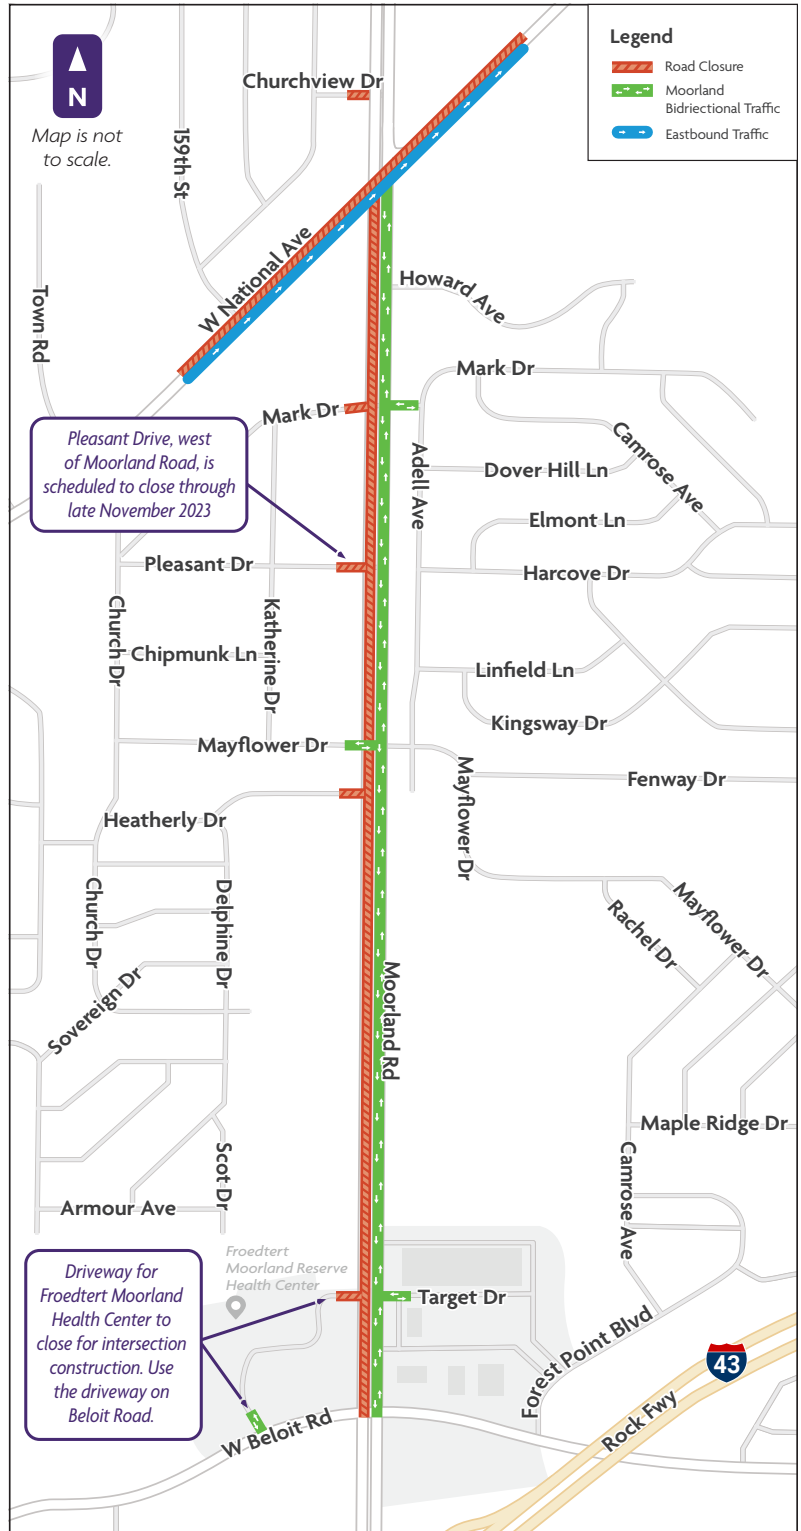 Legend
Road Closure
Moorland
Bidriectional Traffic
Eastbound Traffic
N
Map is not
to scale.
Churchview Dr
159th St
W National Ave
Town Rd
Howard Ave
Mark Dr
Mark Dr
Pleasant Drive, west
of Moorland Road, is
scheduled to close through
late November 2023
Adell Ave
Camrose Ave
Dover Hill Ln
Elmont Ln
Pleasant Dr
Harcove Dr
Church Dr
Katherine Dr
Chipmunk Ln
Linfield Ln
Kingsway Dr
Mayflower Dr
Mayflower Dr
Fenway Dr
Heatherly Dr
Church Dr
Delphine Dr
Mayflower Dr
Rachel Dr
Sovereign Dr
Moorland Rd
Maple Ridge Dr
Scot Dr
Camrose Ave
Armour Ave
Froedtert
Moorland Reserve
Health Center
Driveway for
Froedtert Moorland
Health Center to
close for intersection
construction. Use
the driveway on
Beloit Road.
Target Dr
Forest Point Blvd
43
W Beloit Rd
Rock Fwy